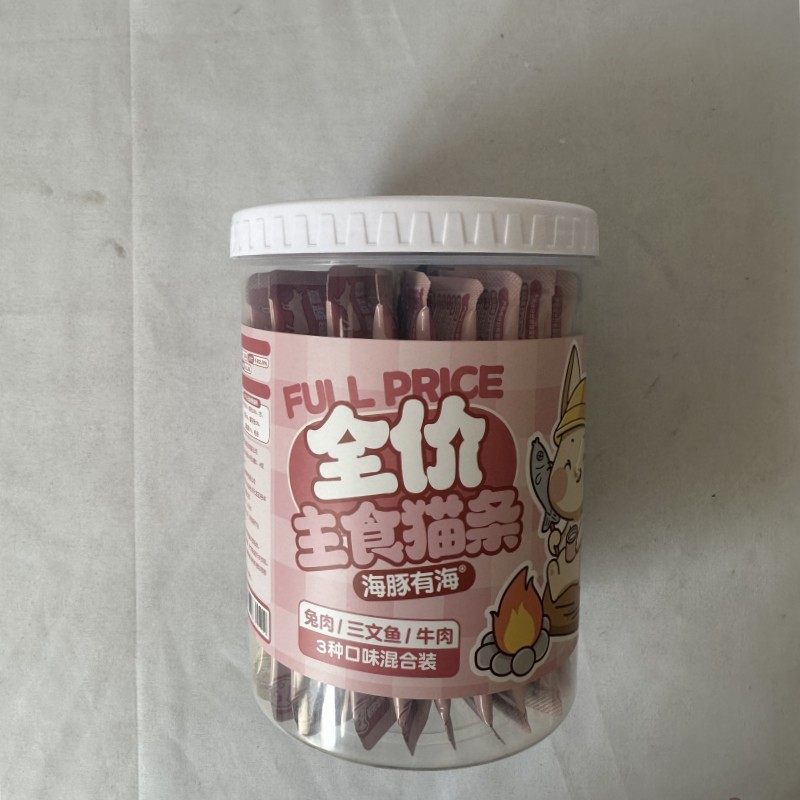 FULL PRICE
全价
主食猫条
海豚有海®
兔肉/三文鱼/牛肉
3种口味混合装